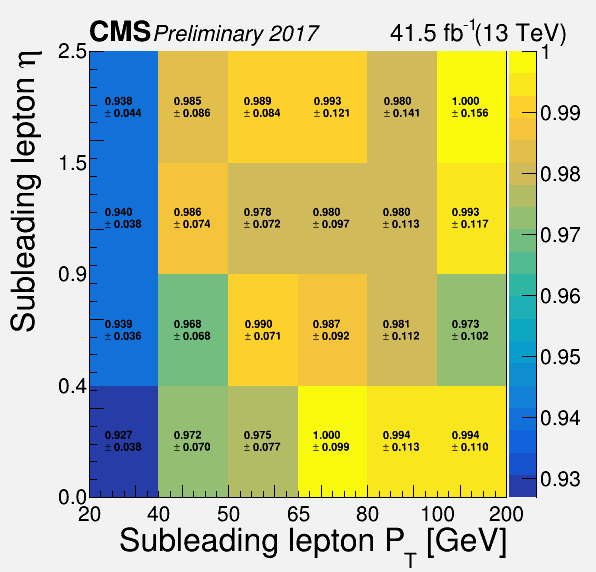 CMS Preliminary 2017 41.5 fb-1(13 TeV)
Subleading lepton η
2.5
1.5
0.9
0.4
0.0
0.938 0.985 0.989 0.993 0.980 1.000
± 0.044 ± 0.086 ± 0.084 ± 0.121 ± 0.141 ± 0.156
0.940 0.986 0.978 0.980 0.980 0.993
± 0.038 ± 0.074 ± 0.072 ± 0.097 ± 0.113 ± 0.117
0.939 0.968 0.990 0.987 0.981 0.973
± 0.036 ± 0.068 ± 0.071 ± 0.092 ± 0.112 ± 0.102
0.927 0.972 0.975 1.000 0.994 0.994
± 0.038 ± 0.070 ± 0.077 ± 0.099 ± 0.113 ± 0.110
20 40 50 65 80 100 200
Subleading lepton PT [GeV]
1
0.99
0.98
0.97
0.96
0.95
0.94
0.93